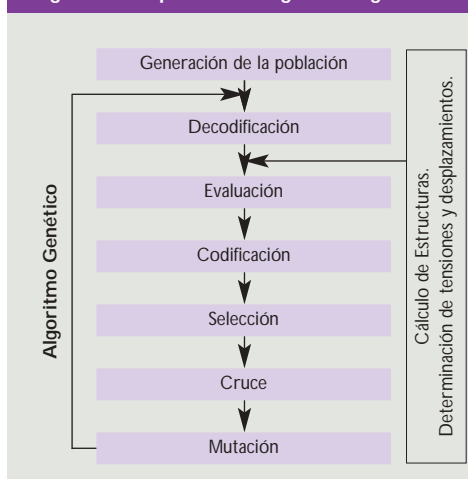 Generación de la población
Decodificación
Evaluación
Codificación
Selección
Cruce
Mutación
Algoritmo Genético
Cálculo de Estructuras.
Determinación de tensiones y desplazamientos.